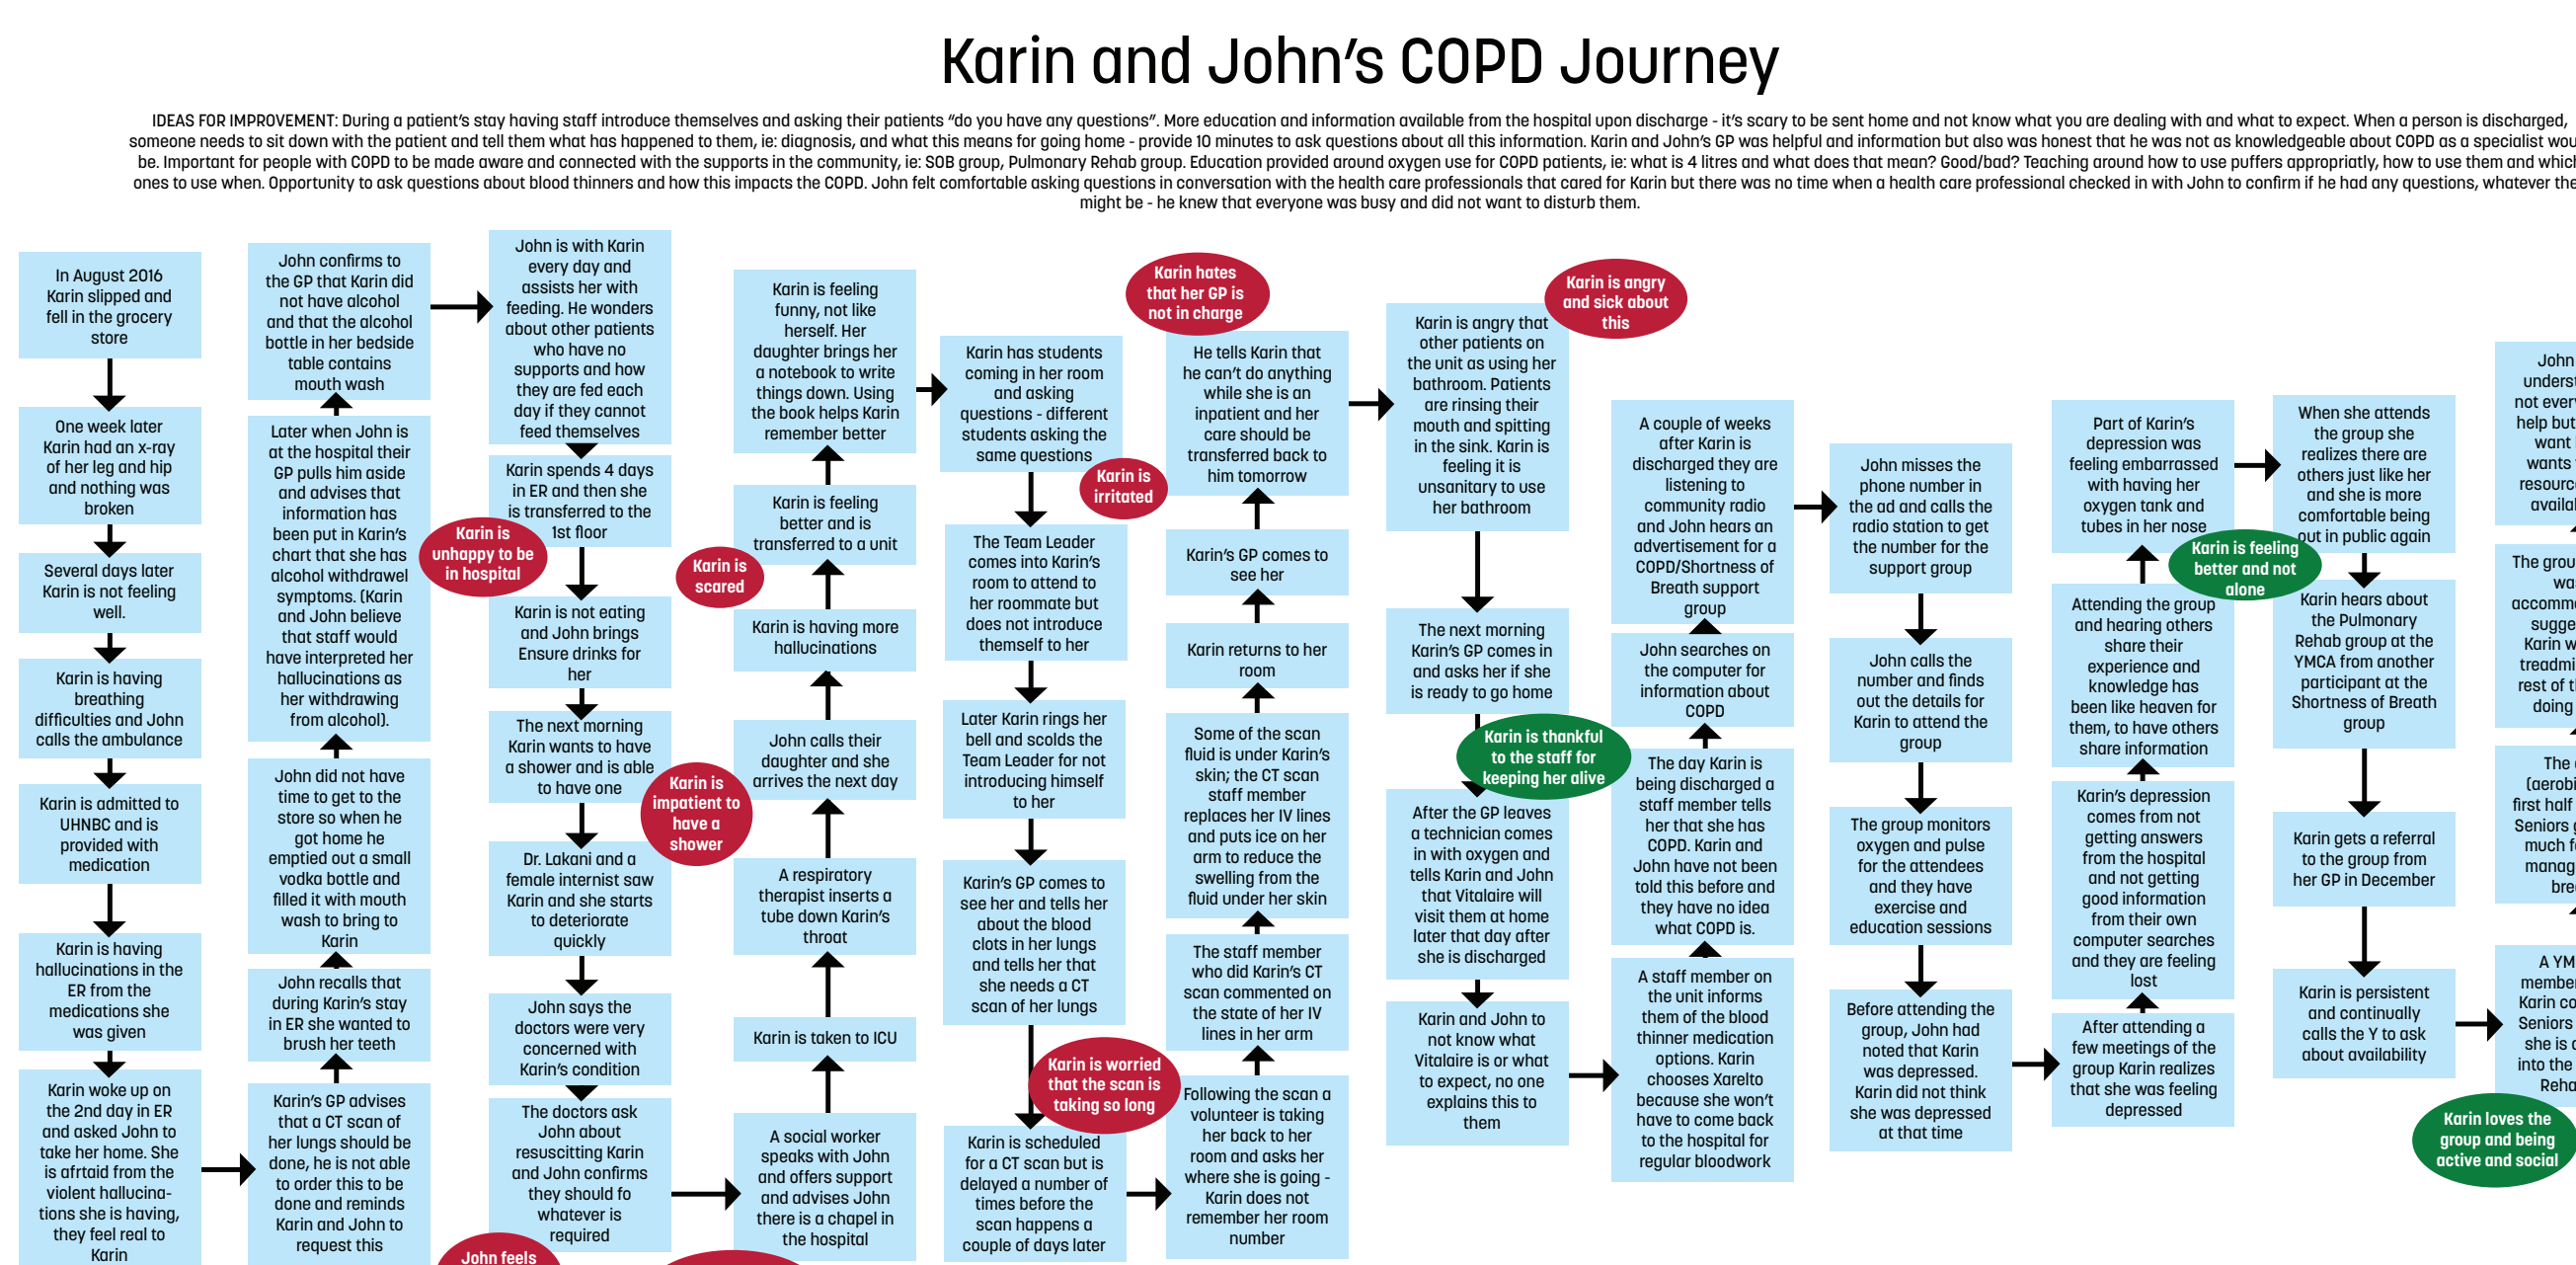 Karin and John's COPD Journey
IDEAS FOR IMPROVEMENT: During a patient's stay having staff introduce themselves and asking their patients "do you have any questions". More education and information available from the hospital upon discharge - it's scary to be sent home and not know what you are dealing with and what to expect. When a person is discharged,
someone needs to sit down with the patient and tell them what has happened to them, ie: diagnosis, and what this means for going home - provide 10 minutes to ask questions about all this information. Karin and John's GP was helpful and information but also was honest that he was not as knowledgeable about COPD as a specialist wou
be. Important for people with COPD to be made aware and connected with the supports in the community, ie: SOB group, Pulmonary Rehab group. Education provided around oxygen use for COPD patients, ie: what is 4 litres and what does that mean? Good/bad? Teaching around how to use puffers appropriatly, how to use them and which
ones to use when. Opportunity to ask questions about blood thinners and how this impacts the COPD. John felt comfortable asking questions in conversation with the health care professionals that cared for Karin but there was no time when a health care professional checked in with John to confirm if he had any questions, whatever the
might be - he knew that everyone was busy and did not want to disturb them.
In August 2016
Karin slipped and
fell in the grocery
store
One week later
Karin had an x-ray
of her leg and hip
and nothing was
broken
Several days later
Karin is not feeling
well.
Karin is having
breathing
difficulties and John
calls the ambulance
Karin is admitted to
UHNBC and is
provided with
medication
Karin is having
hallucinations in the
ER from the
medications she
was given
Karin woke up on
the 2nd day in ER
and asked John to
take her home. She
is afrtaid from the
violent hallucina-
tions she is having,
they feel real to
Karin
Karin's GP advises
that a CT scan of
her lungs should be
done, he is not able
to order this to be
done and reminds
Karin and John to
request this
John recalls that
during Karin's stay
in ER she wanted to
brush her teeth
John did not have
time to get to the
store so when he
got home he
emptied out a small
vodka bottle and
filled it with mouth
wash to bring to
Karin
Later when John is
at the hospital their
GP pulls him aside
and advises that
information has
been put in Karin's
chart that she has
alcohol withdrawel
symptoms. (Karin
and John believe
that staff would
have interpreted her
hallucinations as
her withdrawing
from alcohol).
John confirms to
the GP that Karin did
not have alcohol
and that the alcohol
bottle in her bedside
table contains
mouth wash
John is with Karin
every day and
assists her with
feeding. He wonders
about other patients
who have no
supports and how
they are fed each
day if they cannot
feed themselves
Karin spends 4 days
in ER and then she
is transferred to the
1st floor
Karin is
unhappy to be
in hospital
Karin is not eating
and John brings
Ensure drinks for
her
The next morning
Karin wants to have
a shower and is able
to have one
Karin is
impatient to
have a
shower
Dr. Lakani and a
female internist saw
Karin and she starts
to deteriorate
quickly
John says the
doctors were very
concerned with
Karin's condition
The doctors ask
John about
resuscitting Karin
and John confirms
they should fo
whatever is
required
John feels
A social worker
speaks with John
and offers support
and advises John
there is a chapel in
the hospital
Karin is taken to ICU
A respiratory
therapist inserts a
tube down Karin's
throat
John calls their
daughter and she
arrives the next day
Karin is having more
hallucinations
Karin is
scared
Karin is feeling
better and is
transferred to a unit
Karin is feeling
funny, not like
herself. Her
daughter brings her
a notebook to write
things down. Using
the book helps Karin
remember better
Karin has students
coming in her room
and asking
questions - different
students asking the
same questions
Karin is
irritated
The Team Leader
comes into Karin's
room to attend to
her roommate but
does not introduce
themself to her
Later Karin rings her
bell and scolds the
Team Leader for not
introducing himself
to her
Karin's GP comes to
see her and tells her
about the blood
clots in her lungs
and tells her that
she needs a CT
scan of her lungs
Karin is worried
that the scan is
taking so long
Karin is scheduled
for a CT scan but is
delayed a number of
times before the
scan happens a
couple of days later
Following the scan a
volunteer is taking
her back to her
room and asks her
where she is going -
Karin does not
remember her room
number
The staff member
who did Karin's CT
scan commented on
the state of her IV
lines in her arm
Some of the scan
fluid is under Karin's
skin; the CT scan
staff member
replaces her IV lines
and puts ice on her
arm to reduce the
swelling from the
fluid under her skin
Karin returns to her
room
Karin's GP comes to
see her
He tells Karin that
he can't do anything
while she is an
inpatient and her
care should be
transferred back to
him tomorrow
Karin hates
that her GP is
not in charge
Karin is angry that
other patients on
the unit as using her
bathroom. Patients
are rinsing their
mouth and spitting
in the sink. Karin is
feeling it is
unsanitary to use
her bathroom
Karin is angry
and sick about
this
The next morning
Karin's GP comes in
and asks her if she
is ready to go home
Karin is thankful
to the staff for
keeping her alive
After the GP leaves
a technician comes
in with oxygen and
tells Karin and John
that Vitalaire will
visit them at home
later that day after
she is discharged
Karin and John to
not know what
Vitalaire is or what
to expect, no one
explains this to
them
A staff member on
the unit informs
them of the blood
thinner medication
options. Karin
chooses Xarelto
because she won't
have to come back
to the hospital for
regular bloodwork
The day Karin is
being discharged a
staff member tells
her that she has
COPD. Karin and
John have not been
told this before and
they have no idea
what COPD is.
John searches on
the computer for
information about
COPD
A couple of weeks
after Karin is
discharged they are
listening to
community radio
and John hears an
advertisement for a
COPD/Shortness of
Breath support
group
John misses the
phone number in
the ad and calls the
radio station to get
the number for the
support group
John calls the
number and finds
out the details for
Karin to attend the
group
The group monitors
oxygen and pulse
for the attendees
and they have
exercise and
education sessions
Before attending the
group, John had
noted that Karin
was depressed.
Karin did not think
she was depressed
at that time
After attending a
few meetings of the
group Karin realizes
that she was feeling
depressed
Karin's depression
comes from not
getting answers
from the hospital
and not getting
good information
from their own
computer searches
and they are feeling
lost
Attending the group
and hearing others
share their
experience and
knowledge has
been like heaven for
them, to have others
share information
Part of Karin's
depression was
feeling embarrassed
with having her
oxygen tank and
tubes in her nose
Karin is feeling
better and not
alone
When she attends
the group she
realizes there are
others just like her
and she is more
comfortable being
out in public again
Karin hears about
the Pulmonary
Rehab group at the
YMCA from another
participant at the
Shortness of Breath
group
Karin gets a referral
to the group from
her GP in December
Karin is persistent
and continually
calls the Y to ask
about availability
A YM
member
Karin co
Seniors
she is
into the
Reha
Karin loves the
group and being
active and social
The
(aerobi
first half
Seniors
much f
manag
bre
The grou
was
accomm
sugge
Karin w
treadmi
rest of t
doing
John
underst
not ever
help but
want
wants
resourc
availa